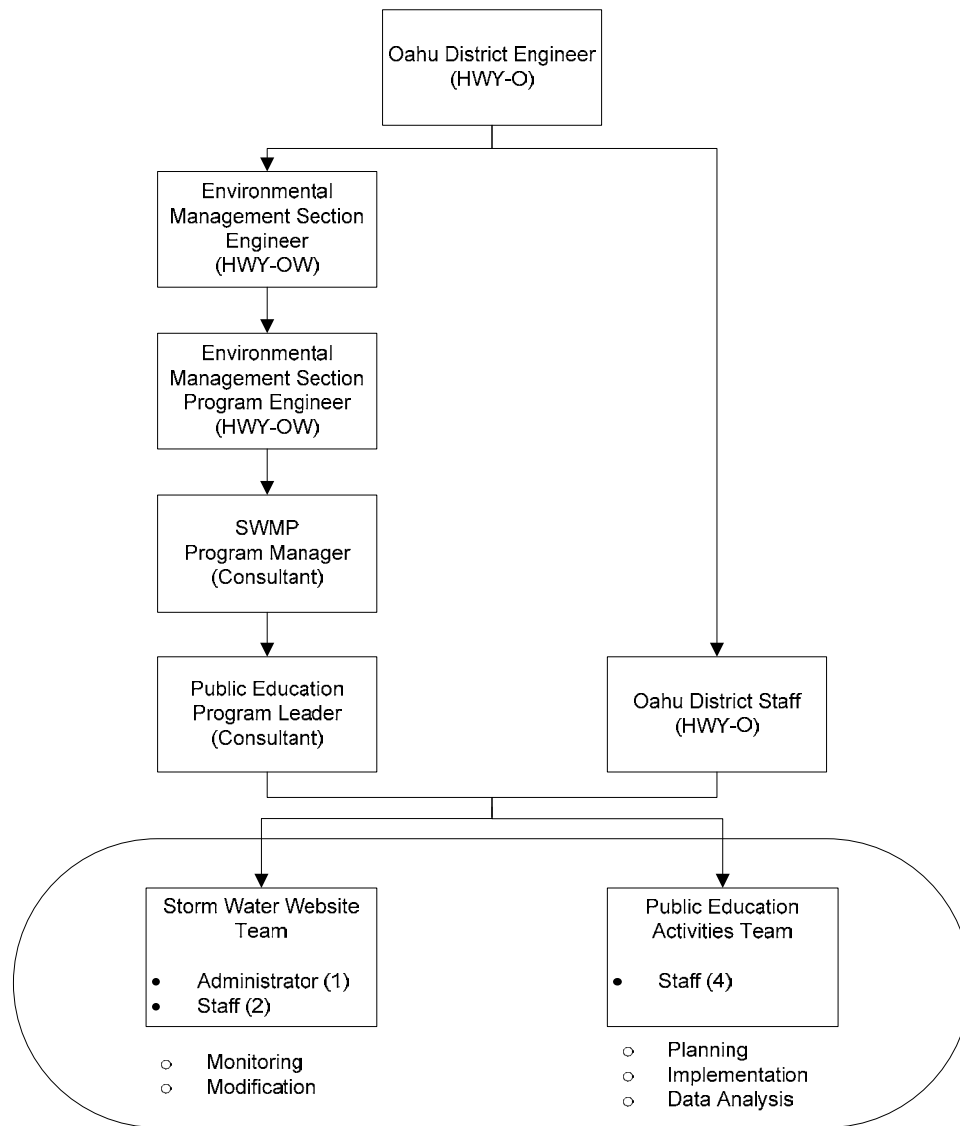 Oahu District Engineer
(HWY-O)
Environmental
Management Section
Engineer
(HWY-OW)
Environmental
Management Section
Program Engineer
(HWY-OW)
SWMP
Program Manager
(Consultant)
Public Education
Program Leader
(Consultant)
Oahu District Staff
(HWY-O)
Storm Water Website
Team
• Administrator (1)
• Staff (2)
○ Monitoring
○ Modification
Public Education
Activities Team
• Staff (4)
○ Planning
○ Implementation
○ Data Analysis